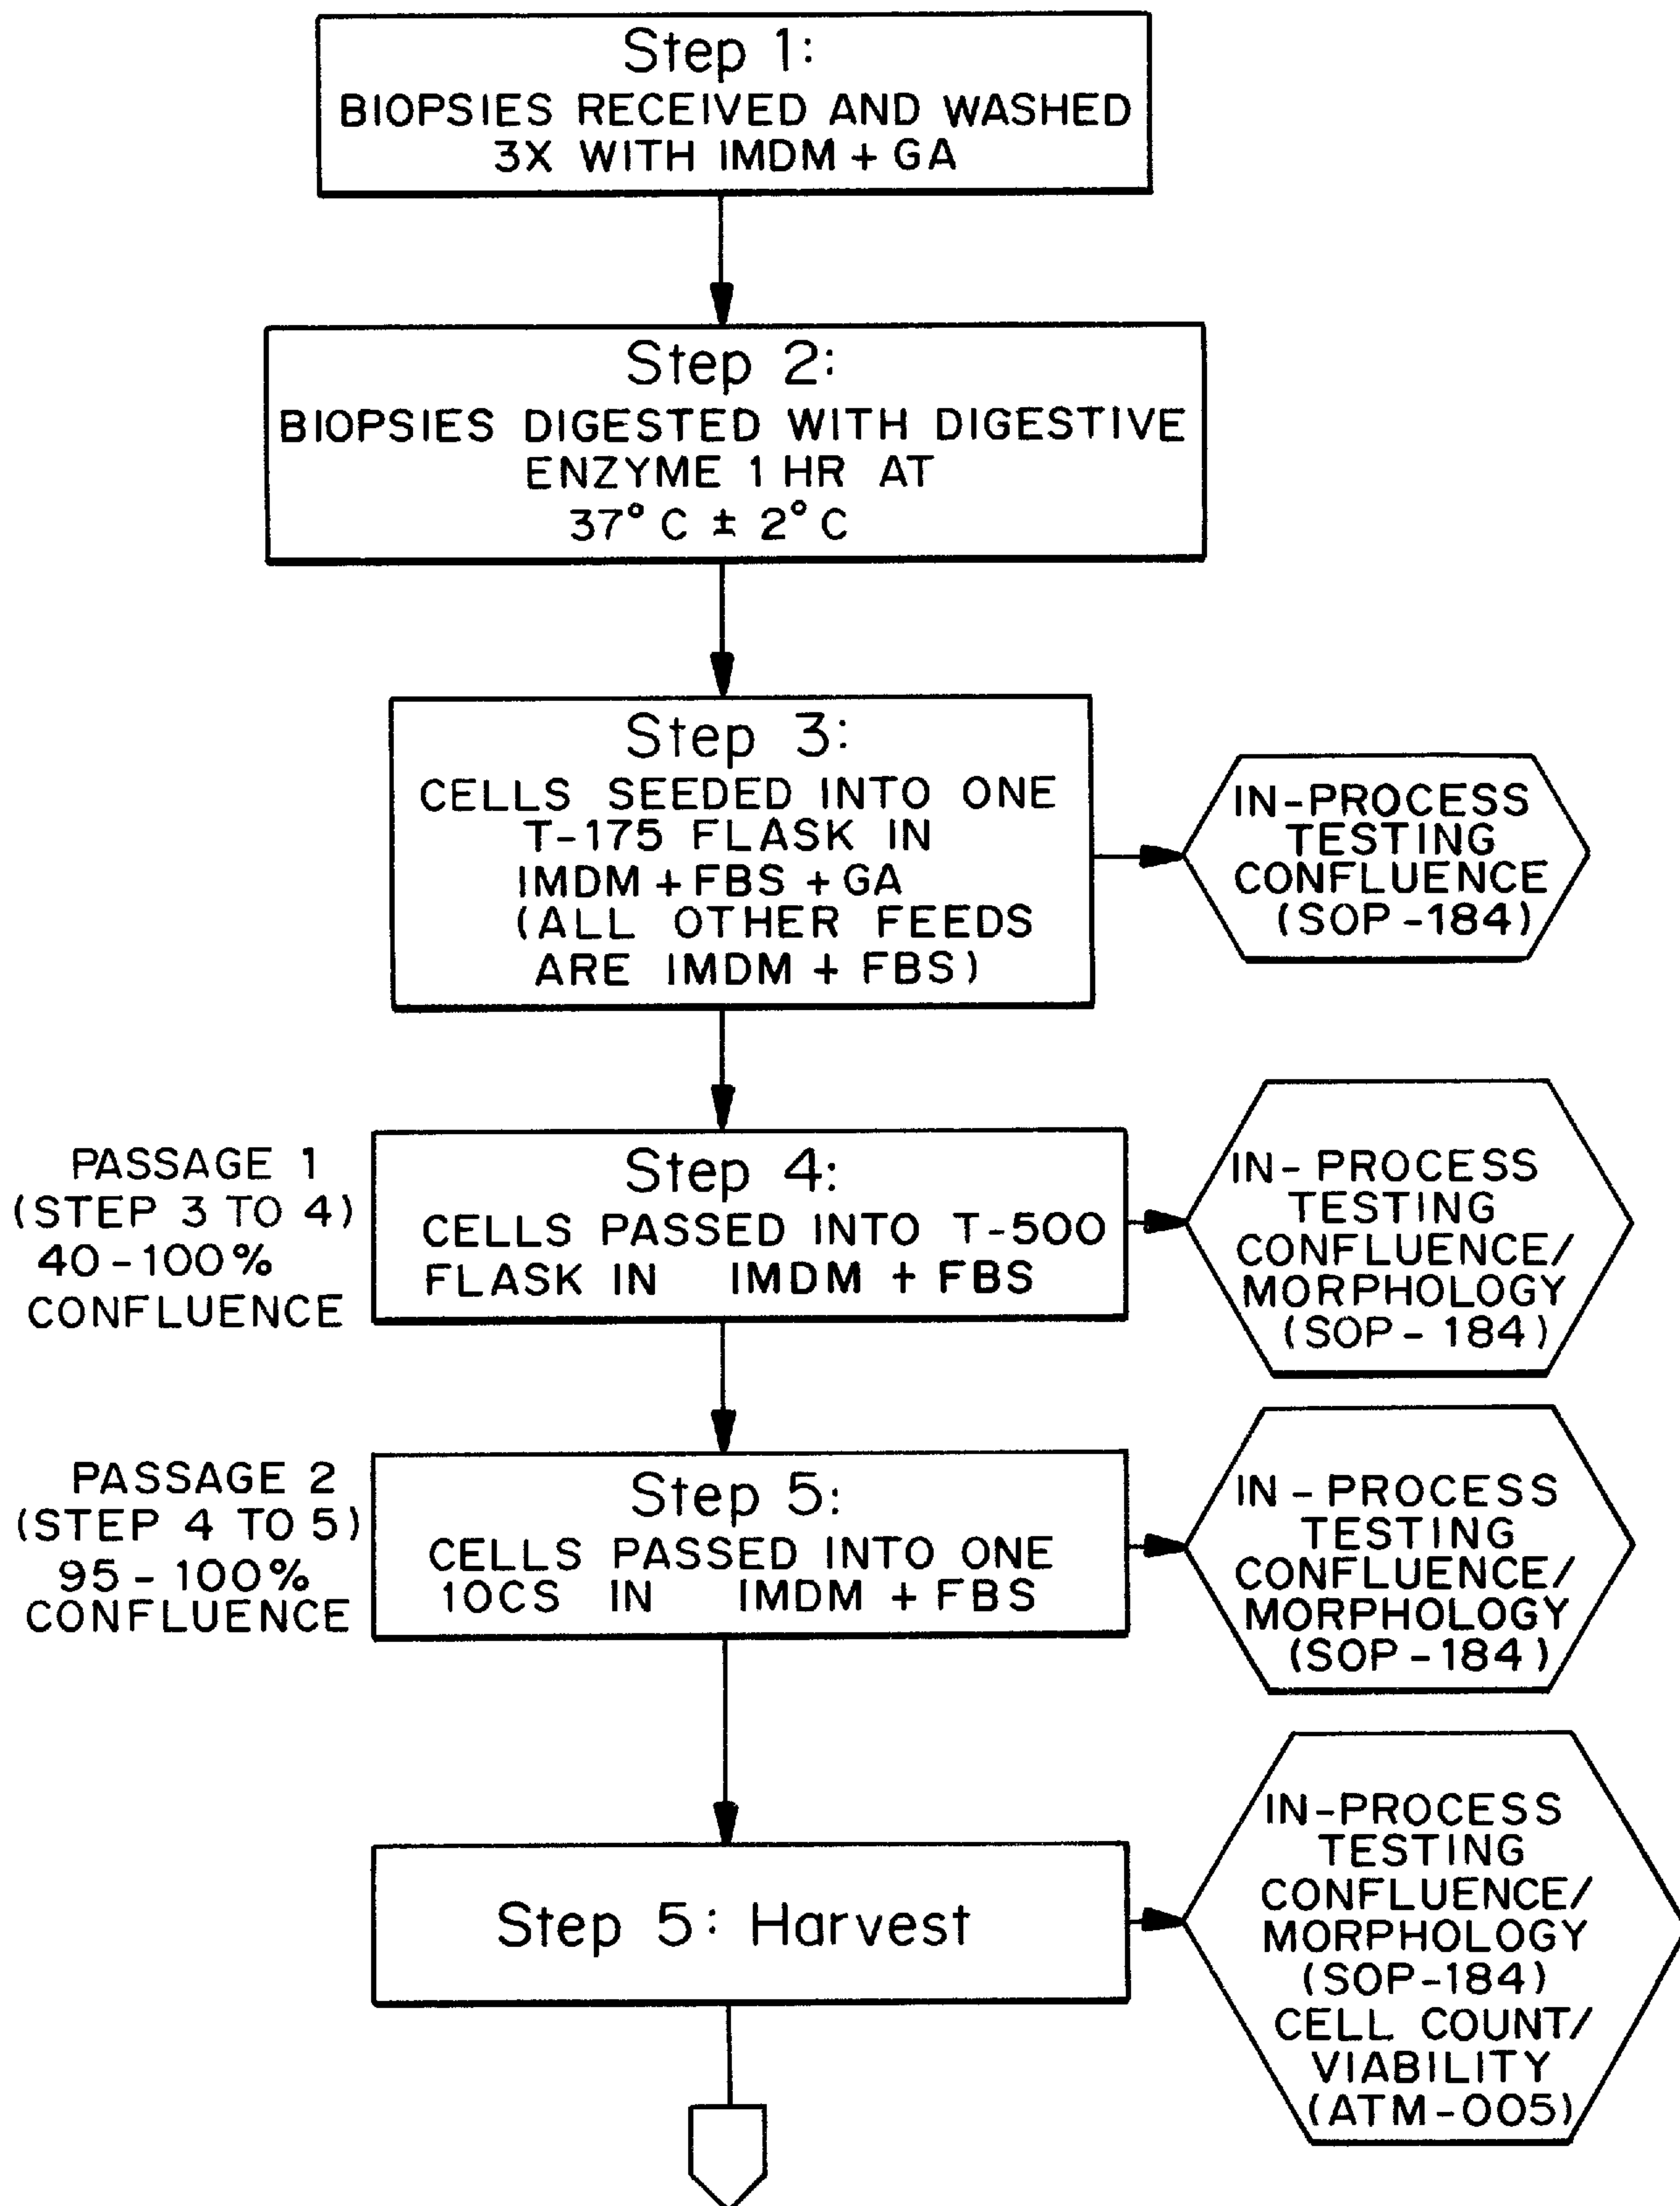 Step 1:
BIOPSIES RECEIVED AND WASHED
3X WITH IMDM + GA
Step 2:
BIOPSIES DIGESTED WITH DIGESTIVE
ENZYME 1 HR AT
37°C ± 2°C
Step 3:
CELLS SEEDED INTO ONE
T-175 FLASK IN
IMDM + FBS + GA
(ALL OTHER FEEDS
ARE IMDM + FBS)
IN-PROCESS
TESTING
CONFLUENCE
(SOP-184)
PASSAGE 1
(STEP 3 TO 4)
40-100%
CONFLUENCE
Step 4:
CELLS PASSED INTO T-500
FLASK IN IMDM + FBS
IN-PROCESS
TESTING
CONFLUENCE/
MORPHOLOGY
(SOP-184)
PASSAGE 2
(STEP 4 TO 5)
95-100%
CONFLUENCE
Step 5:
CELLS PASSED INTO ONE
10CS IN IMDM + FBS
IN-PROCESS
TESTING
CONFLUENCE/
MORPHOLOGY
(SOP-184)
Step 5: Harvest
IN-PROCESS
TESTING
CONFLUENCE/
MORPHOLOGY
(SOP-184)
CELL COUNT/
VIABILITY
(ATM-005)